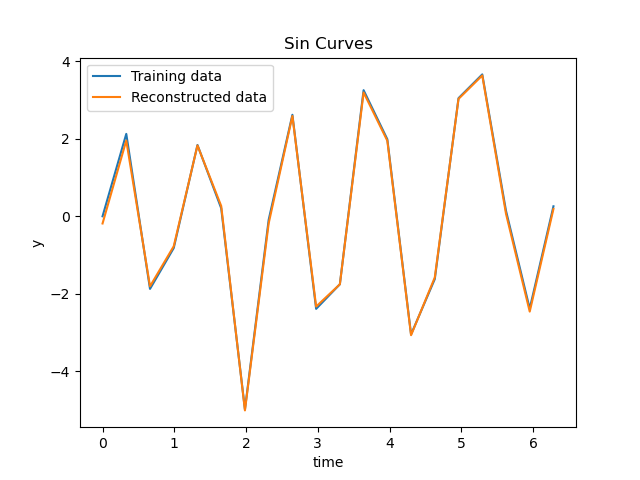 Sin Curves
Training data
Reconstructed data
4
2
0
−2
−4
y
0 1 2 3 4 5 6
time